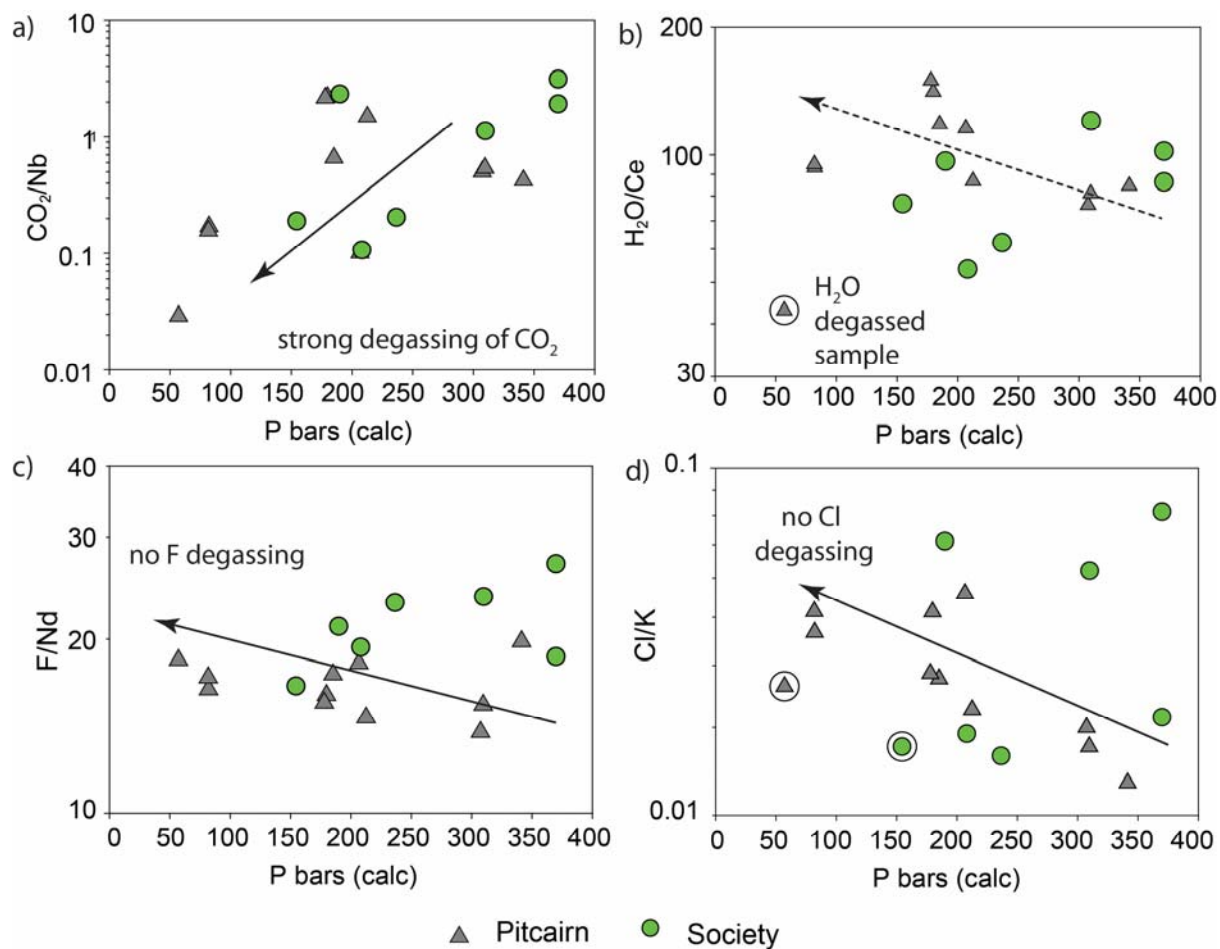 a)
10
1
0.1
0.01
CO₂/Nb
strong degassing of CO₂
0 50 100 150 200 250 300 350 400
P bars (calc)
b)
200
100
30
H₂O/Ce
H₂O
degassed
sample
0 50 100 150 200 250 300 350 400
P bars (calc)
c)
40
30
20
10
F/Nd
no F degassing
0 50 100 150 200 250 300 350 400
P bars (calc)
d)
0.1
0.01
Cl/K
no Cl
degassing
0 50 100 150 200 250 300 350 400
P bars (calc)
Pitcairn
Society